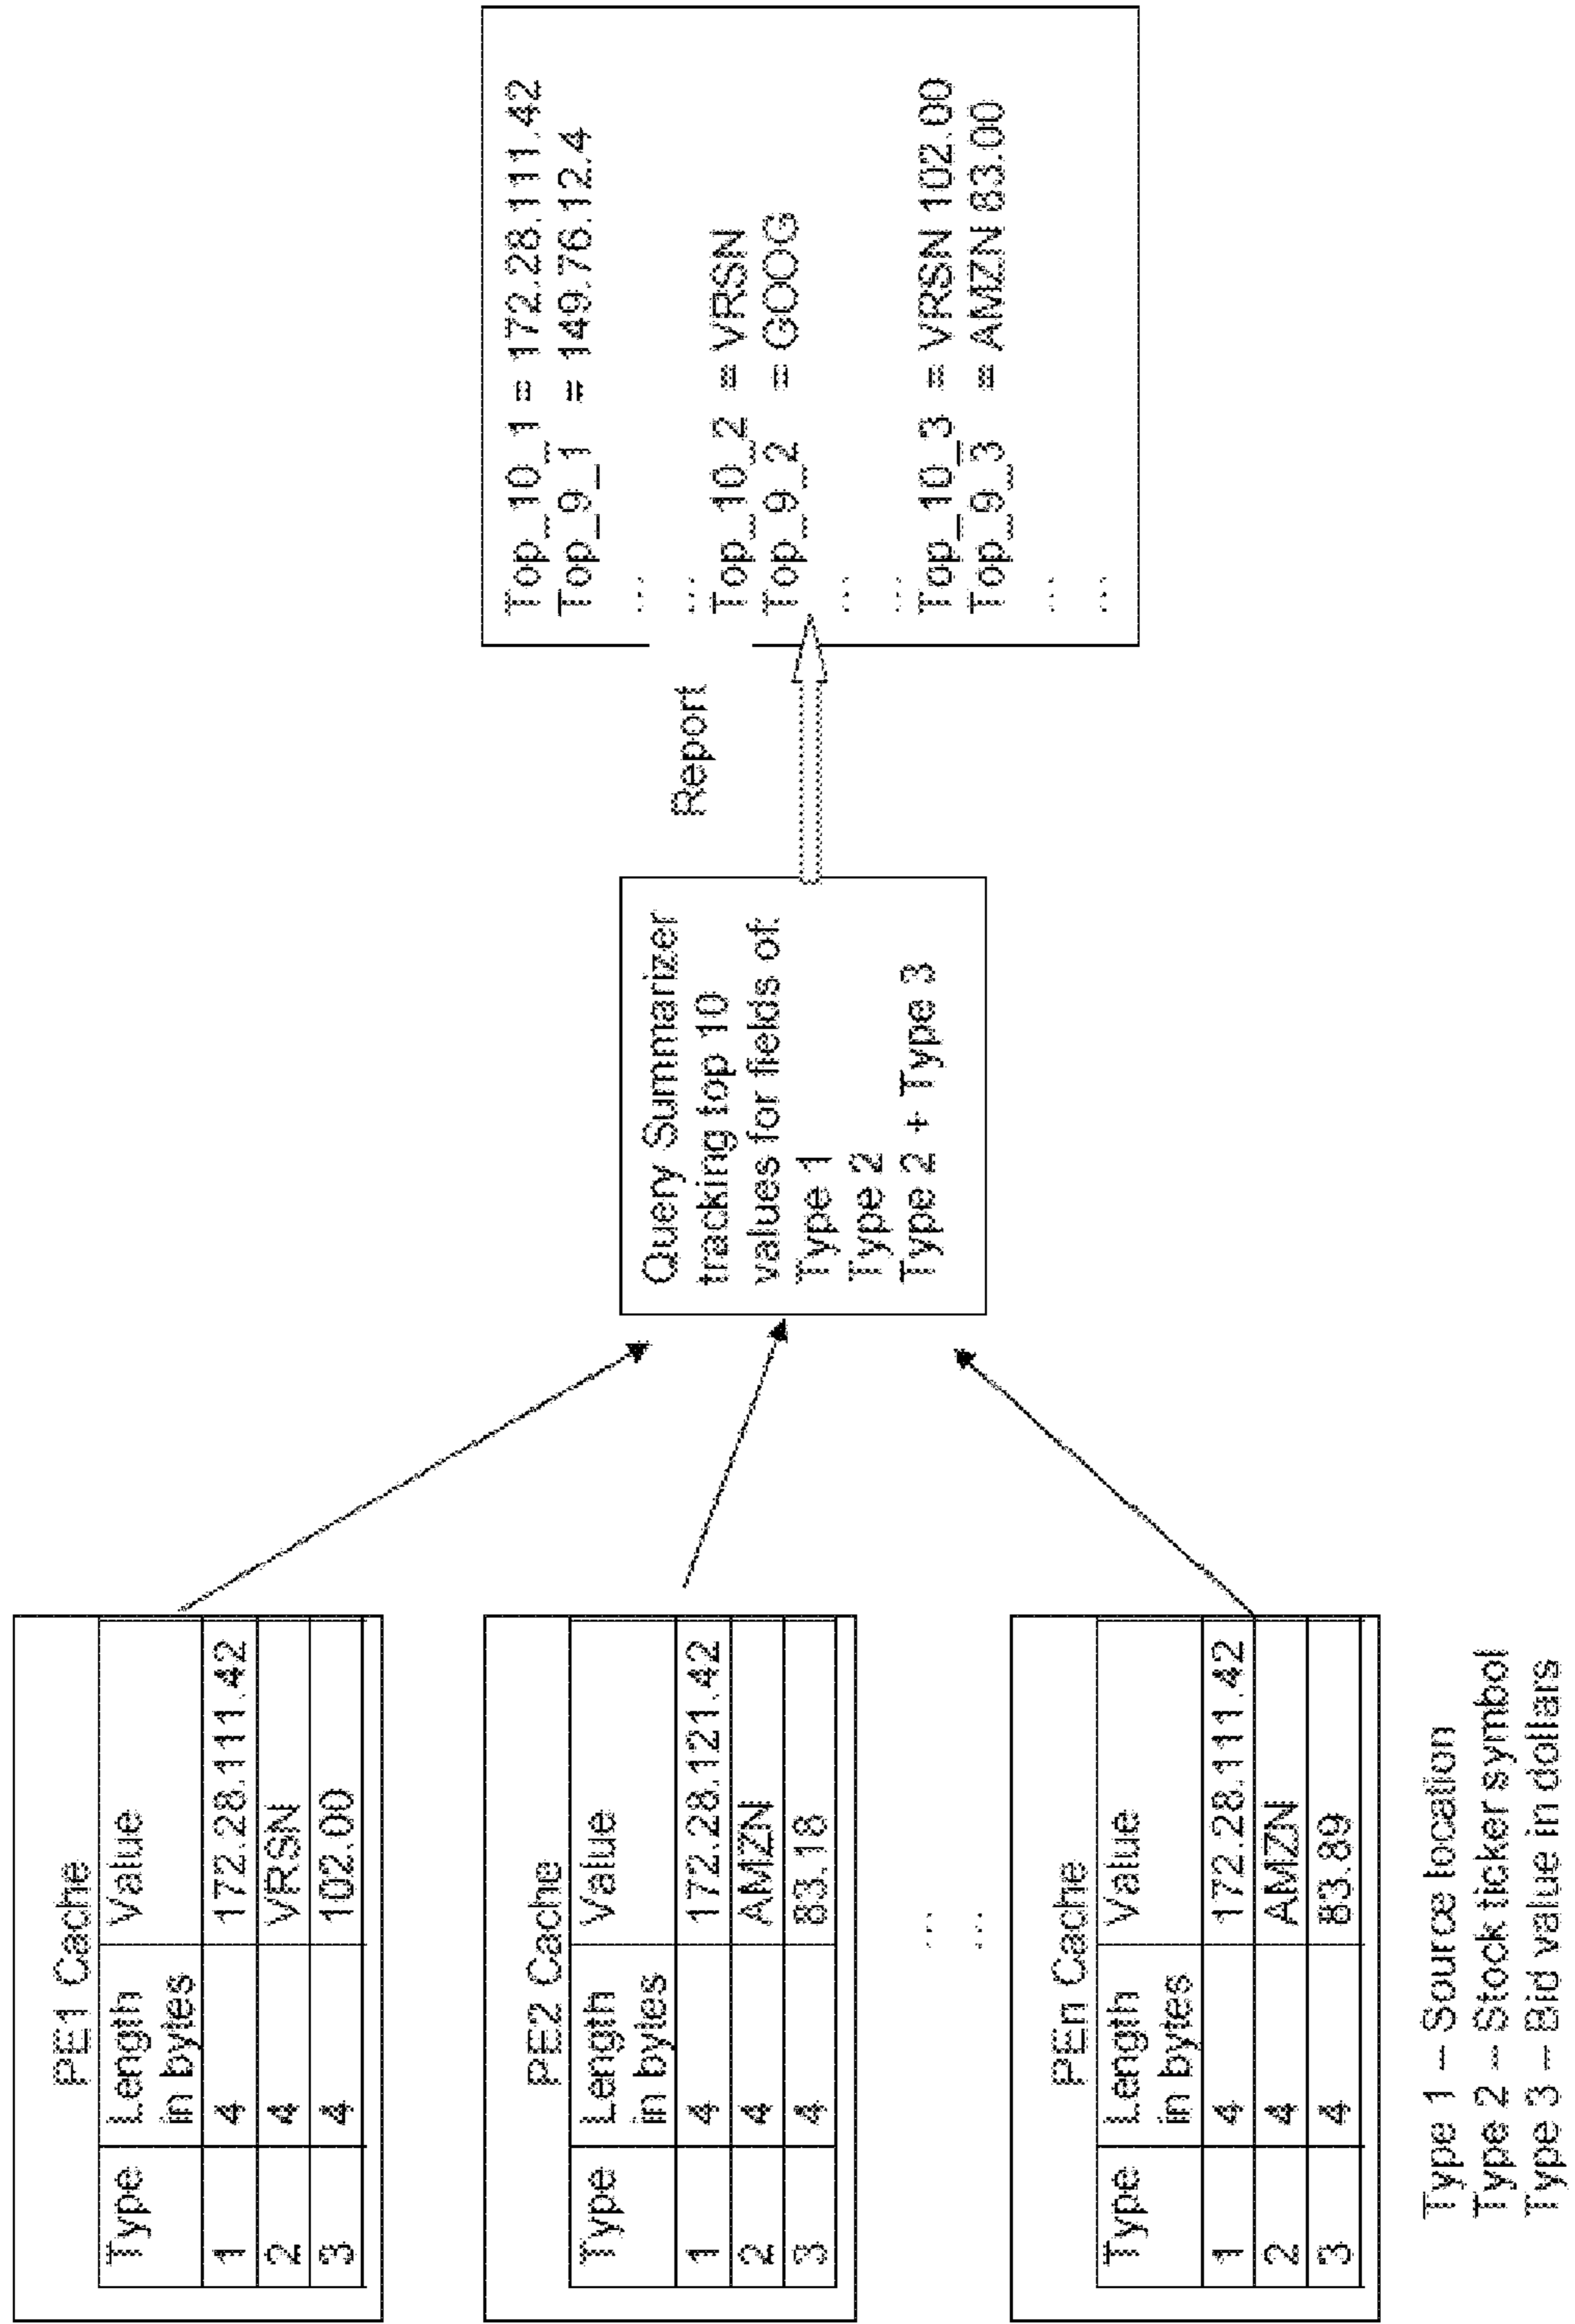 PE1 Cache
Type Length in bytes Value
1 4 172.28.111.42
2 4 VRSN
3 4 102.00
PE2 Cache
Type Length in bytes Value
1 4 172.28.121.42
2 4 AMZN
3 4 83.18
... 
...
PEn Cache
Type Length in bytes Value
1 4 172.28.111.42
2 4 AMZN
3 4 83.89
Type 1 – Source location
Type 2 – Stock ticker symbol
Type 3 – Bid value in dollars
Query Summarizer
tracking top 10
values for fields of:
Type 1
Type 2
Type 2 + Type 3
Report
Top_10_1 = 172.28.111.42
Top_9_1 = 149.76.12.4
...
...
Top_10_2 = VRSN
Top_9_2 = GOOG
...
...
Top_10_3 = VRSN 102.00
Top_9_3 = AMZN 83.00
...
...